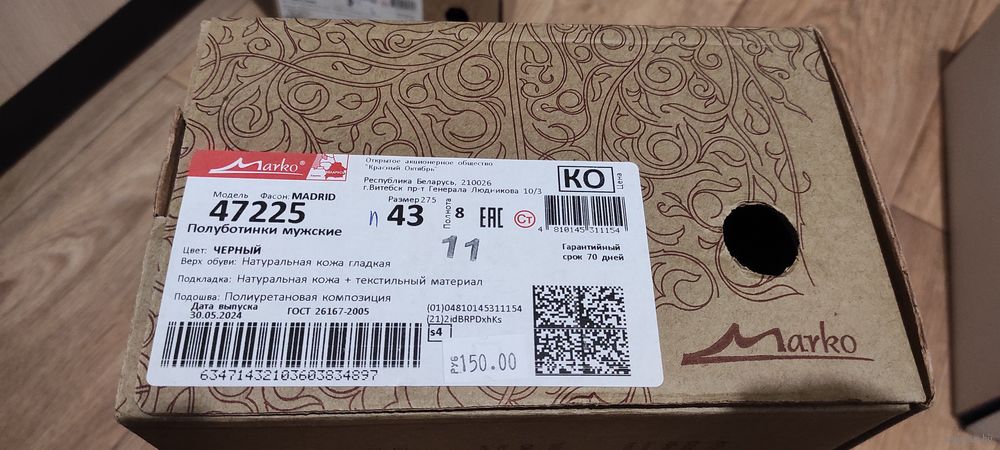 Marko
Открытое акционерное общество
"Красный Октябрь"
Республика Беларусь, 210026
г.Витебск пр-т Генерала Людникова 10/3
КО
Цена
Модель Фасон: MADRID
47225
Полуботинки мужские
Размер 275
п 43
Полнота
8
EAC
Ст
11
4 810145 311154
Гарантийный
срок 70 дней
Цвет: ЧЕРНЫЙ
Верх обуви: Натуральная кожа гладкая
Подкладка: Натуральная кожа + текстильный материал
Подошва: Полиуретановая композиция
Дата выпуска
30.05.2024
ГОСТ 26167-2005
(01)04810145311154
(21)2idBRPDxhKs
s4
РУБ 150.00
63471432103603834897
Marko